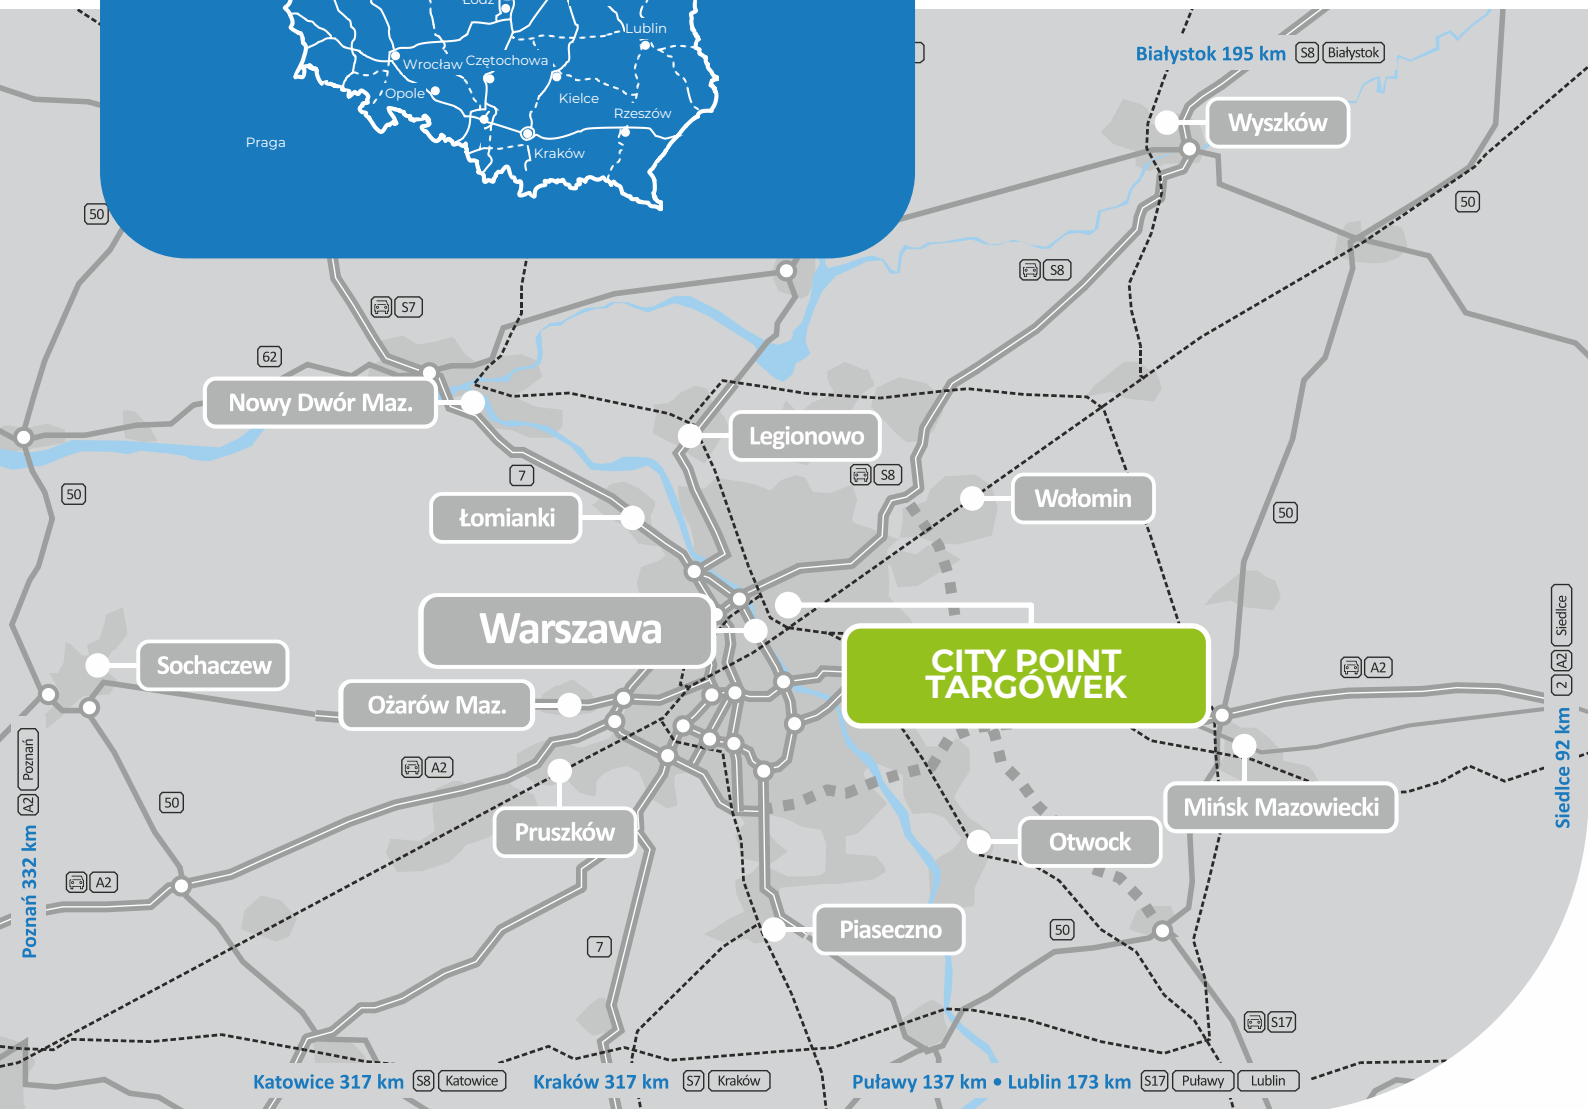 Łódź
Lublin
Wrocław
Częstochowa
Opole
Kielce
Rzeszów
Praga
Kraków
Białystok 195 km
S8
Białystok
Wyszków
50
50
S8
S7
62
Nowy Dwór Maz.
Legionowo
7
S8
50
Wołomin
Łomianki
50
Siedlce
A2
2
Siedlce 92 km
Warszawa
CITY POINT
TARGÓWEK
Sochaczew
A2
Ożarów Maz.
Poznań
A2
Poznań 332 km
A2
50
Pruszków
Mińsk Mazowiecki
Otwock
A2
Piaseczno
50
7
S17
Katowice 317 km
S8
Katowice
Kraków 317 km
S7
Kraków
Puławy 137 km • Lublin 173 km
S17
Puławy
Lublin